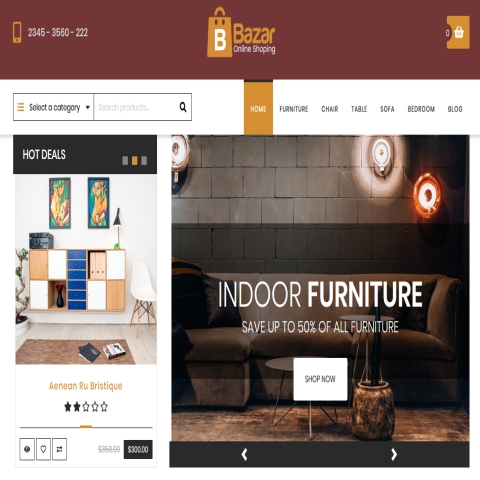 2345 - 3560 - 222
B
Bazar
Online Shoping
0
Select a category
Search products...
HOME
FURNITURE
CHAIR
TABLE
SOFA
BEDROOM
BLOG
HOT DEALS
INDOOR FURNITURE
SAVE UP TO 50% OF ALL FURNITURE
SHOP NOW
Aenean Ru Bristique
$350.00
$300.00